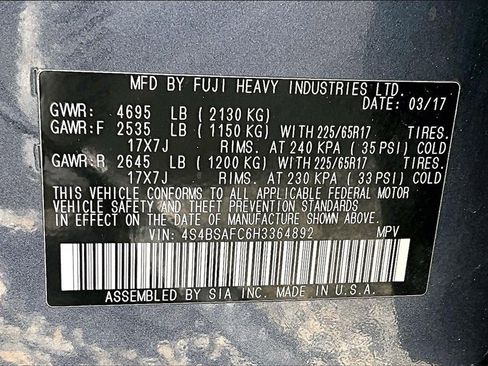 MFD BY FUJI HEAVY INDUSTRIES LTD.
DATE: 03/17
GVWR: 4695 LB (2130 KG)
GAWR:F 2535 LB (1150 KG) WITH 225/65R17 TIRES.
17X7J RIMS. AT 240 KPA (35 PSI) COLD
GAWR:R 2645 LB (1200 KG) WITH 225/65R17 TIRES.
17X7J RIMS. AT 230 KPA (33 PSI) COLD
THIS VEHICLE CONFORMS TO ALL APPLICABLE FEDERAL MOTOR
VEHICLE SAFETY AND THEFT PREVENTION STANDARDS
IN EFFECT ON THE DATE OF MANUFACTURE SHOWN ABOVE.
VIN: 4S4BSAFC6H3364892 MPV
ASSEMBLED BY SIA INC. MADE IN U.S.A.